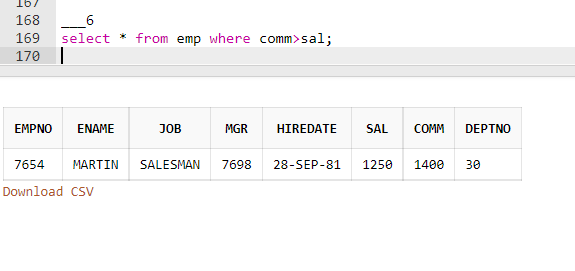 167
168 ___6
169 select * from emp where comm>sal;
170
EMPNO ENAME JOB MGR HIREDATE SAL COMM DEPTNO
7654 MARTIN SALESMAN 7698 28-SEP-81 1250 1400 30
Download CSV